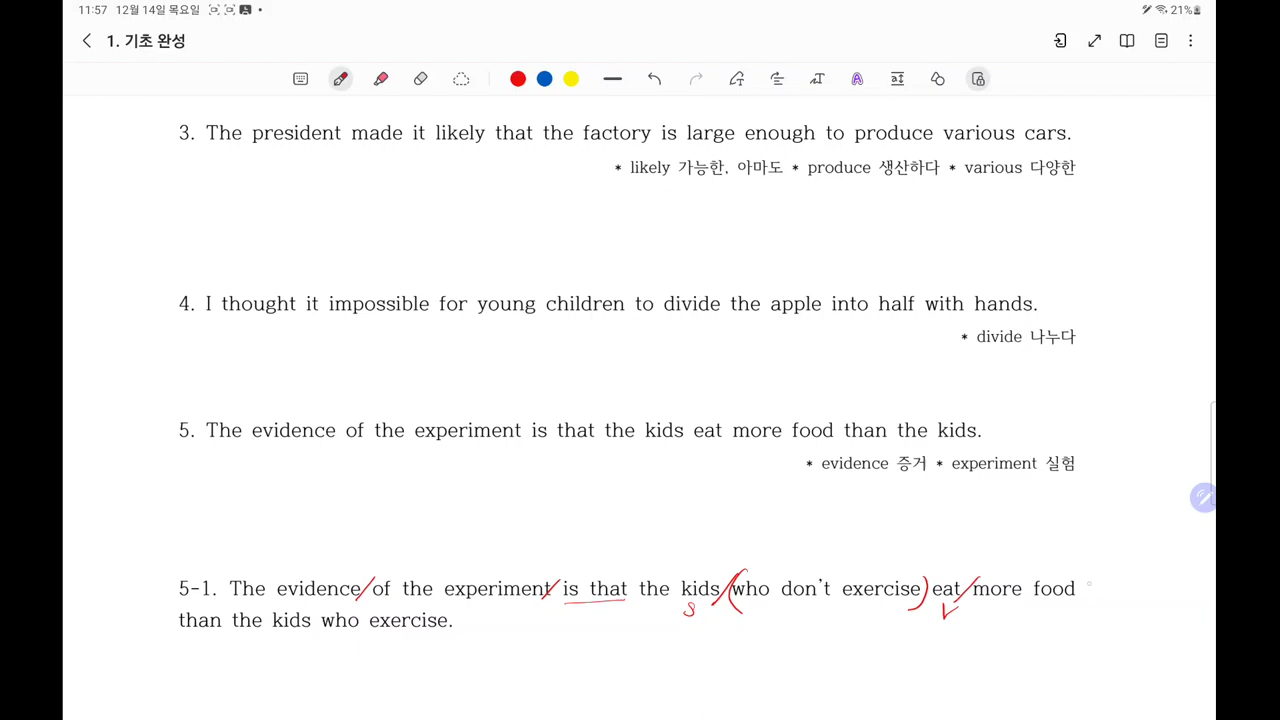 11:57 12월 14일 목요일 21%
1. 기초 완성
3. The president made it likely that the factory is large enough to produce various cars.
* likely 가능한, 아마도 * produce 생산하다 * various 다양한
4. I thought it impossible for young children to divide the apple into half with hands.
* divide 나누다
5. The evidence of the experiment is that the kids eat more food than the kids.
* evidence 증거 * experiment 실험
5-1. The evidence/of the experiment/is that the kids/(who don't exercise) eat/more food
S V
than the kids who exercise.